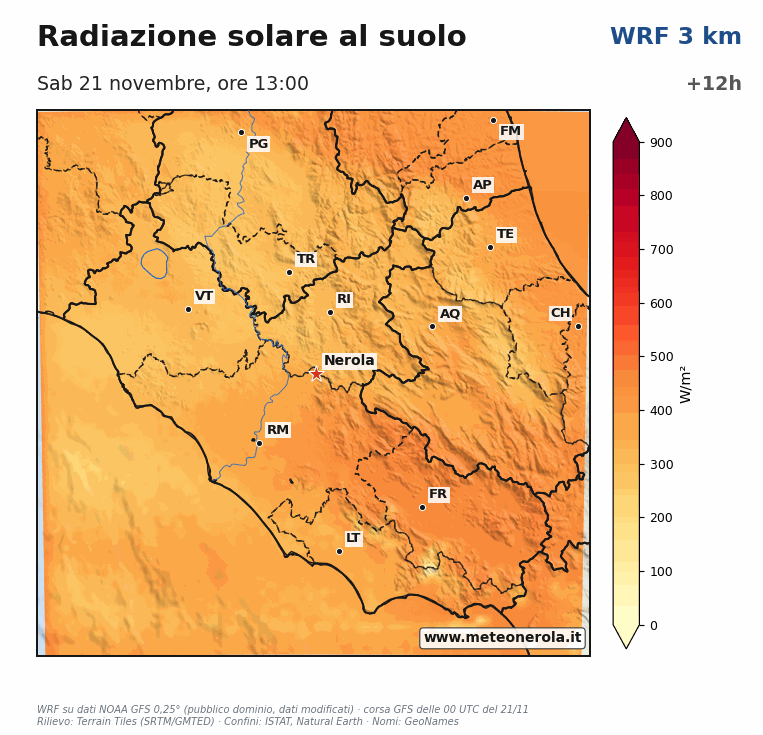 Radiazione solare al suolo
WRF 3 km
Sab 21 novembre, ore 13:00
+12h
FM
PG
AP
TE
TR
VT
RI
AQ
CH
Nerola
RM
FR
LT
www.meteonerola.it
900
800
700
600
500
400
300
200
100
0
W/m²
WRF su dati NOAA GFS 0,25° (pubblico dominio, dati modificati) · corsa GFS delle 00 UTC del 21/11
Rilievo: Terrain Tiles (SRTM/GMTED) · Confini: ISTAT, Natural Earth · Nomi: GeoNames